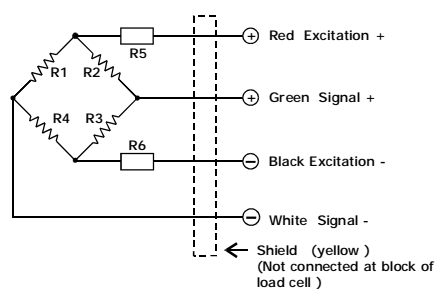 Red Excitation +
R5
R1
R2
Green Signal +
R4
R3
R6
Black Excitation -
White Signal -
Shield (yellow )
(Not connected at block of
load cell )